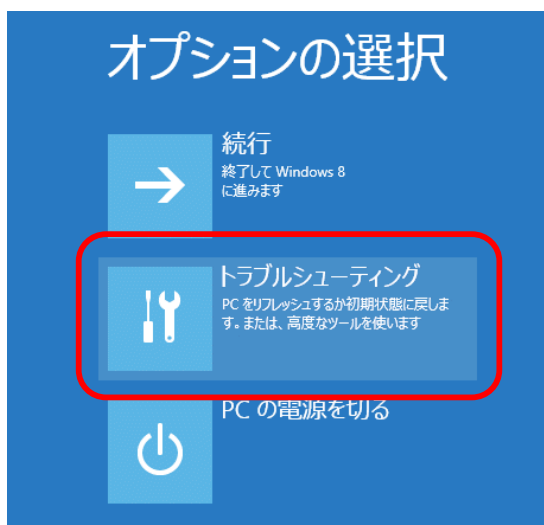 オプションの選択
続行
終了して Windows 8
に進みます
トラブルシューティング
PC をリフレッシュするか初期状態に戻しま
す。または、高度なツールを使います
PC の電源を切る